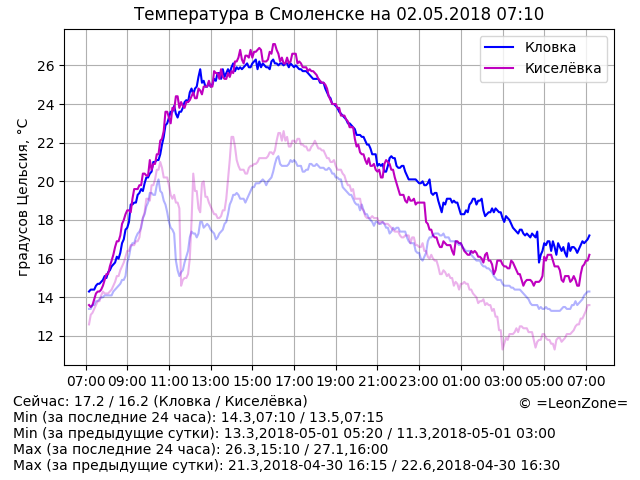 Температура в Смоленске на 02.05.2018 07:10
Кловка
Киселёвка
градусов Цельсия, °C
26
24
22
20
18
16
14
12
07:00 09:00 11:00 13:00 15:00 17:00 19:00 21:00 23:00 01:00 03:00 05:00 07:00
Сейчас: 17.2 / 16.2 (Кловка / Киселёвка)
© =LeonZone=
Min (за последние 24 часа): 14.3,07:10 / 13.5,07:15
Min (за предыдущие сутки): 13.3,2018-05-01 05:20 / 11.3,2018-05-01 03:00
Max (за последние 24 часа): 26.3,15:10 / 27.1,16:00
Max (за предыдущие сутки): 21.3,2018-04-30 16:15 / 22.6,2018-04-30 16:30